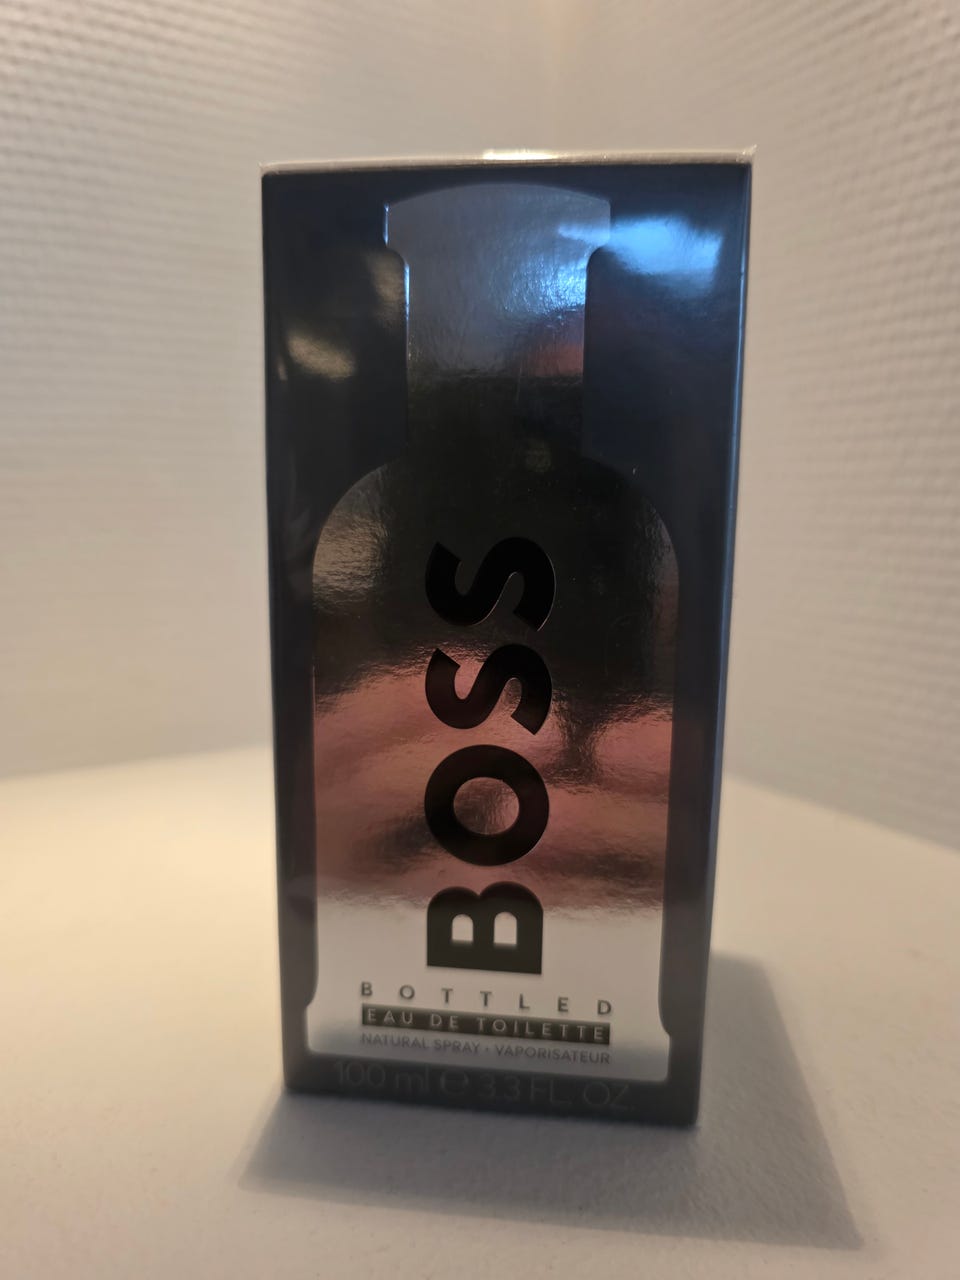 BOSS
BOTTLED
EAU DE TOILETTE
NATURAL SPRAY • VAPORISATEUR
100 ml ℮ 3.3 FL. OZ.